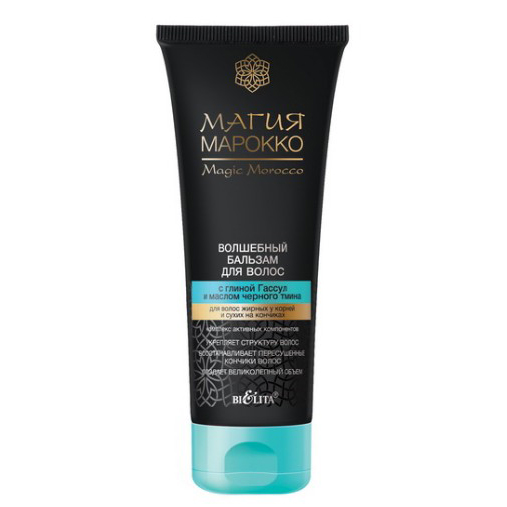 МАГИЯ
МАРОККО
Magic Morocco
ВОЛШЕБНЫЙ
БАЛЬЗАМ
ДЛЯ ВОЛОС
с глиной Гассул
и маслом черного тмина
для волос жирных у корней
и сухих на кончиках
комплекс активных компонентов
УКРЕПЛЯЕТ СТРУКТУРУ ВОЛОС
ВОССТАНАВЛИВАЕТ ПЕРЕСУШЕННЫЕ
КОНЧИКИ ВОЛОС
СОЗДАЕТ ВЕЛИКОЛЕПНЫЙ ОБЪЕМ
BIELITA®